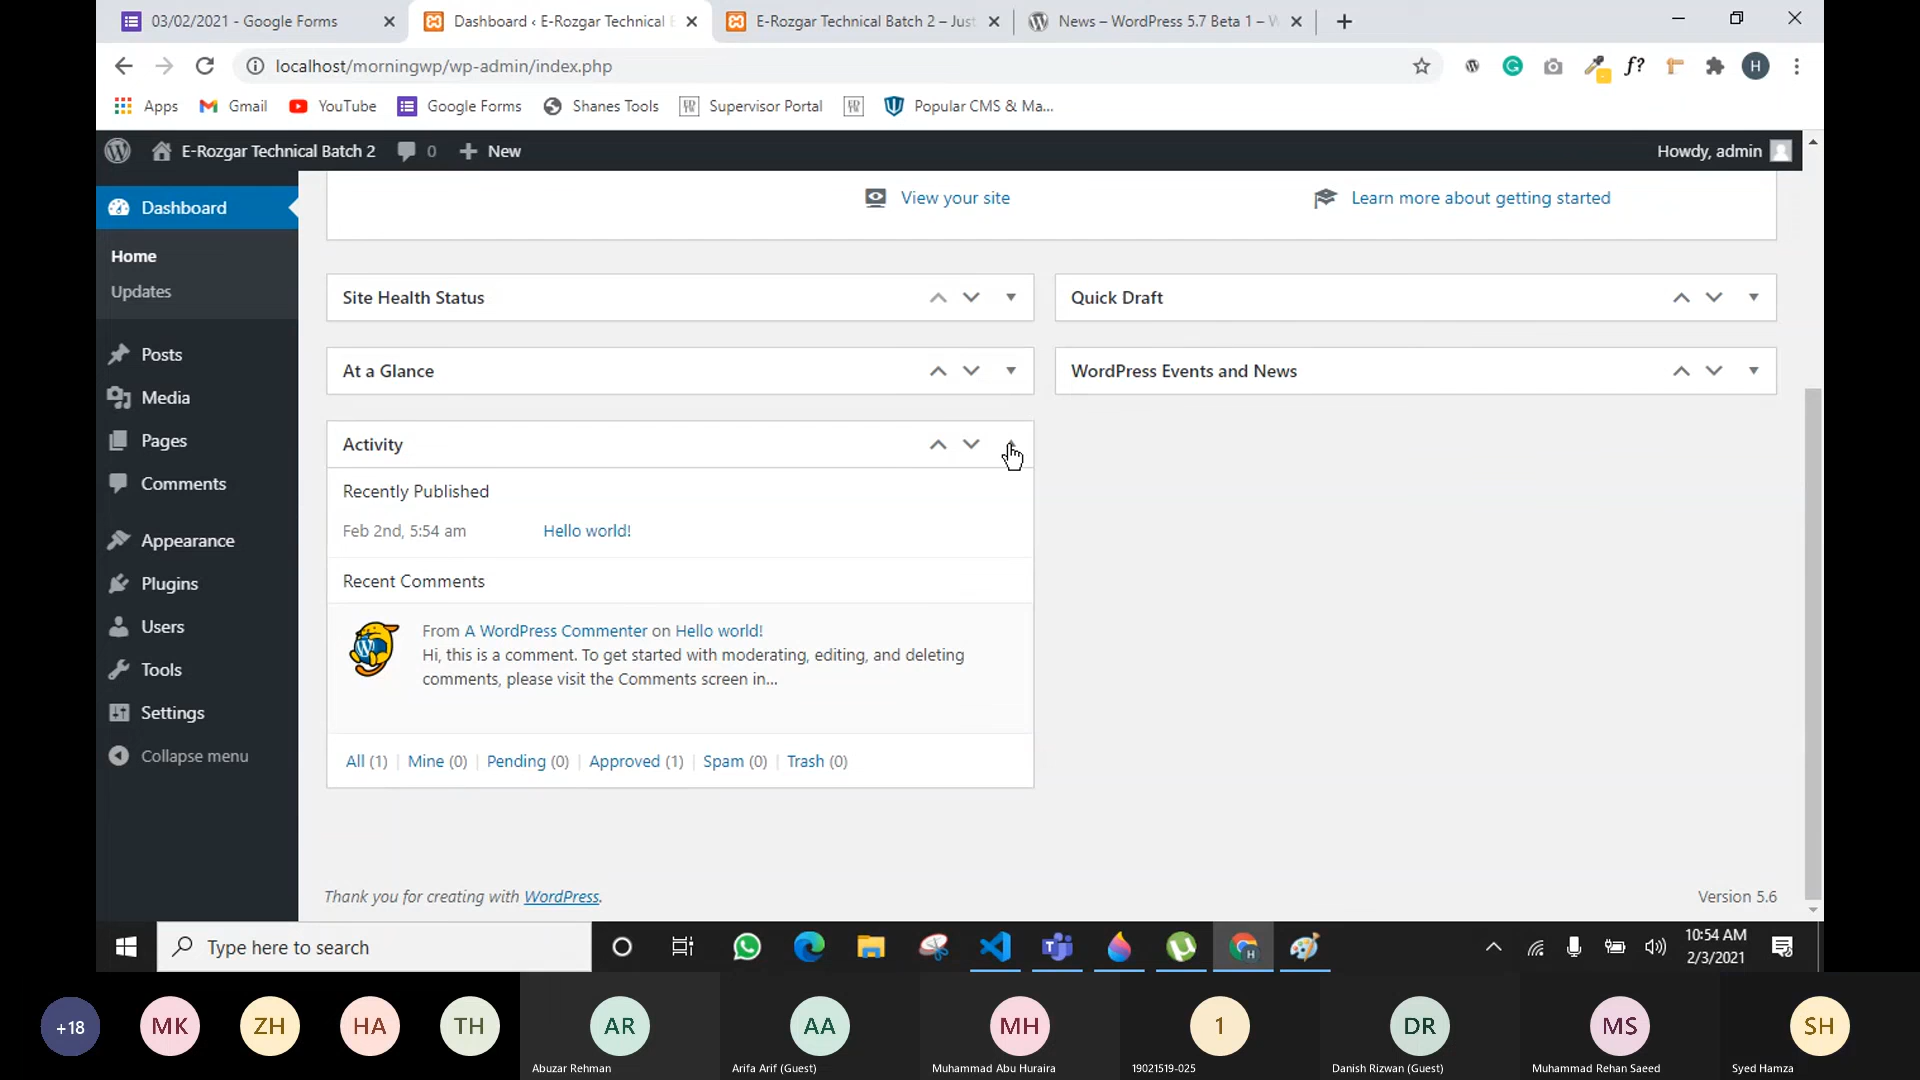 03/02/2021 - Google Forms
Dashboard ‹ E-Rozgar Technical
E-Rozgar Technical Batch 2 – Just
News – WordPress 5.7 Beta 1 – W
localhost/morningwp/wp-admin/index.php
H
Apps
Gmail
YouTube
Google Forms
Shanes Tools
Supervisor Portal
Popular CMS & Ma...
E-Rozgar Technical Batch 2
0
New
Howdy, admin
Dashboard
Home
Updates
Posts
Media
Pages
Comments
Appearance
Plugins
Users
Tools
Settings
Collapse menu
View your site
Learn more about getting started
Site Health Status
Quick Draft
At a Glance
WordPress Events and News
Activity
Recently Published
Feb 2nd, 5:54 am
Hello world!
Recent Comments
From A WordPress Commenter on Hello world!
Hi, this is a comment. To get started with moderating, editing, and deleting
comments, please visit the Comments screen in...
All (1) | Mine (0) | Pending (0) | Approved (1) | Spam (0) | Trash (0)
Thank you for creating with WordPress.
Version 5.6
Type here to search
10:54 AM
2/3/2021
+18
MK
ZH
HA
TH
AR
AA
MH
1
DR
MS
SH
Abuzar Rehman
Arifa Arif (Guest)
Muhammad Abu Huraira
19021519-025
Danish Rizwan (Guest)
Muhammad Rehan Saeed
Syed Hamza